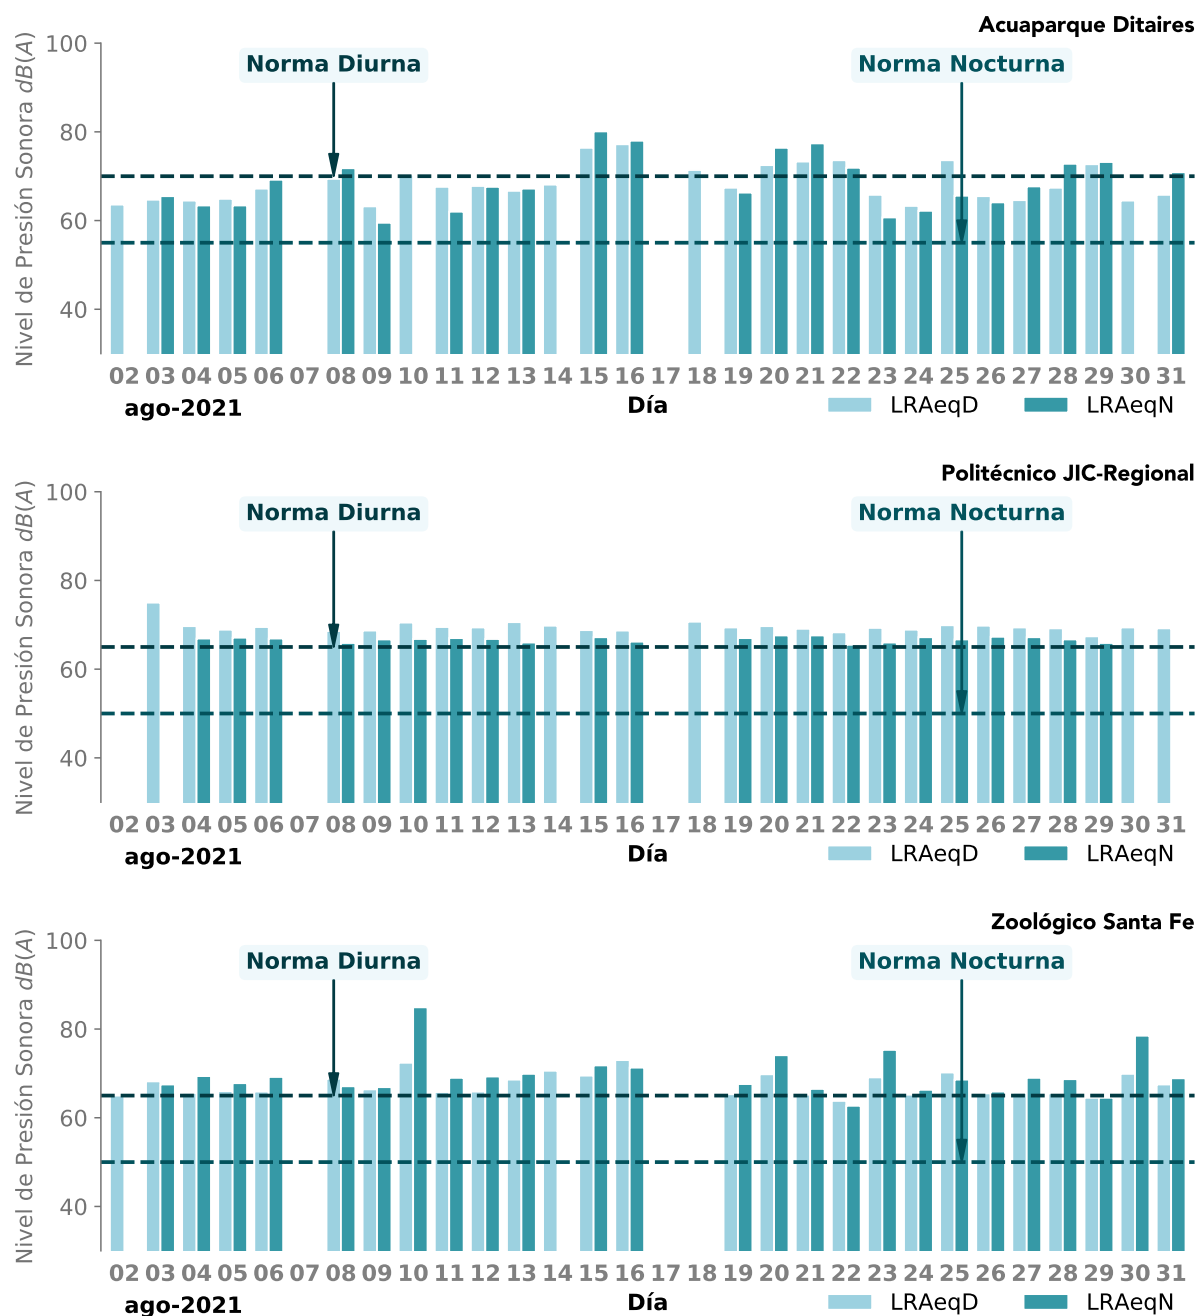 Acuaparque Ditaires
Nivel de Presión Sonora dB(A)
100
80
60
40
Norma Diurna
Norma Nocturna
02 03 04 05 06 07 08 09 10 11 12 13 14 15 16 17 18 19 20 21 22 23 24 25 26 27 28 29 30 31
ago-2021 Día LRAeqD LRAeqN
Politécnico JIC-Regional
Nivel de Presión Sonora dB(A)
100
80
60
40
Norma Diurna
Norma Nocturna
02 03 04 05 06 07 08 09 10 11 12 13 14 15 16 17 18 19 20 21 22 23 24 25 26 27 28 29 30 31
ago-2021 Día LRAeqD LRAeqN
Zoológico Santa Fe
Nivel de Presión Sonora dB(A)
100
80
60
40
Norma Diurna
Norma Nocturna
02 03 04 05 06 07 08 09 10 11 12 13 14 15 16 17 18 19 20 21 22 23 24 25 26 27 28 29 30 31
ago-2021 Día LRAeqD LRAeqN